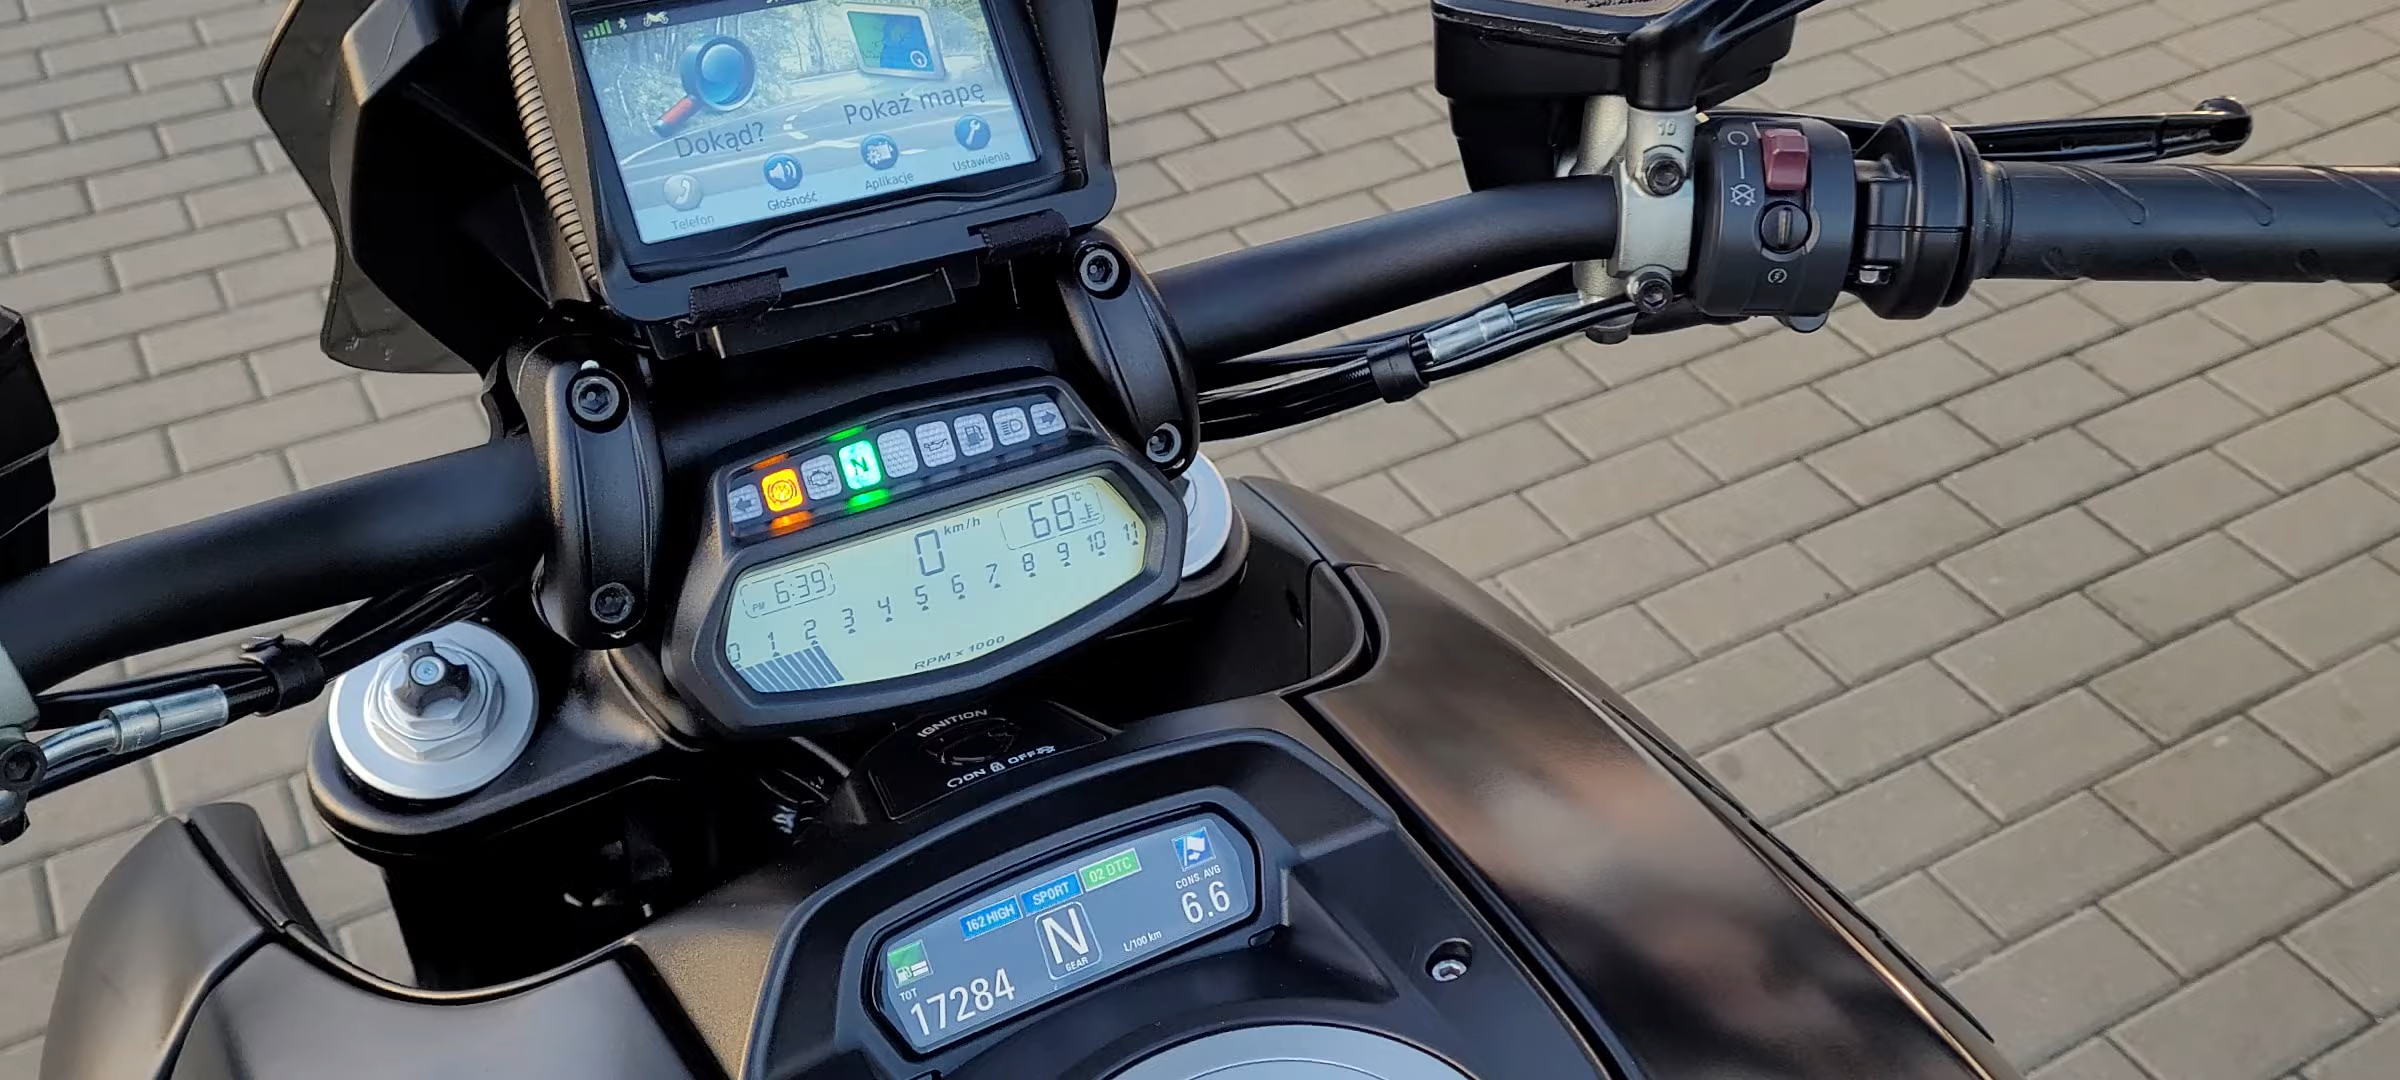 Dokąd?
Pokaż mapę
Telefon
Głośność
Aplikacje
Ustawienia
10
N
0 km/h
68 °C
PM 6:39
0 1 2 3 4 5 6 7 8 9 10 11
RPM x 1000
IGNITION
ON OFF
162 HIGH
SPORT
02 DTC
CONS. AVG
6.6
L/100 km
N
GEAR
TOT
17284